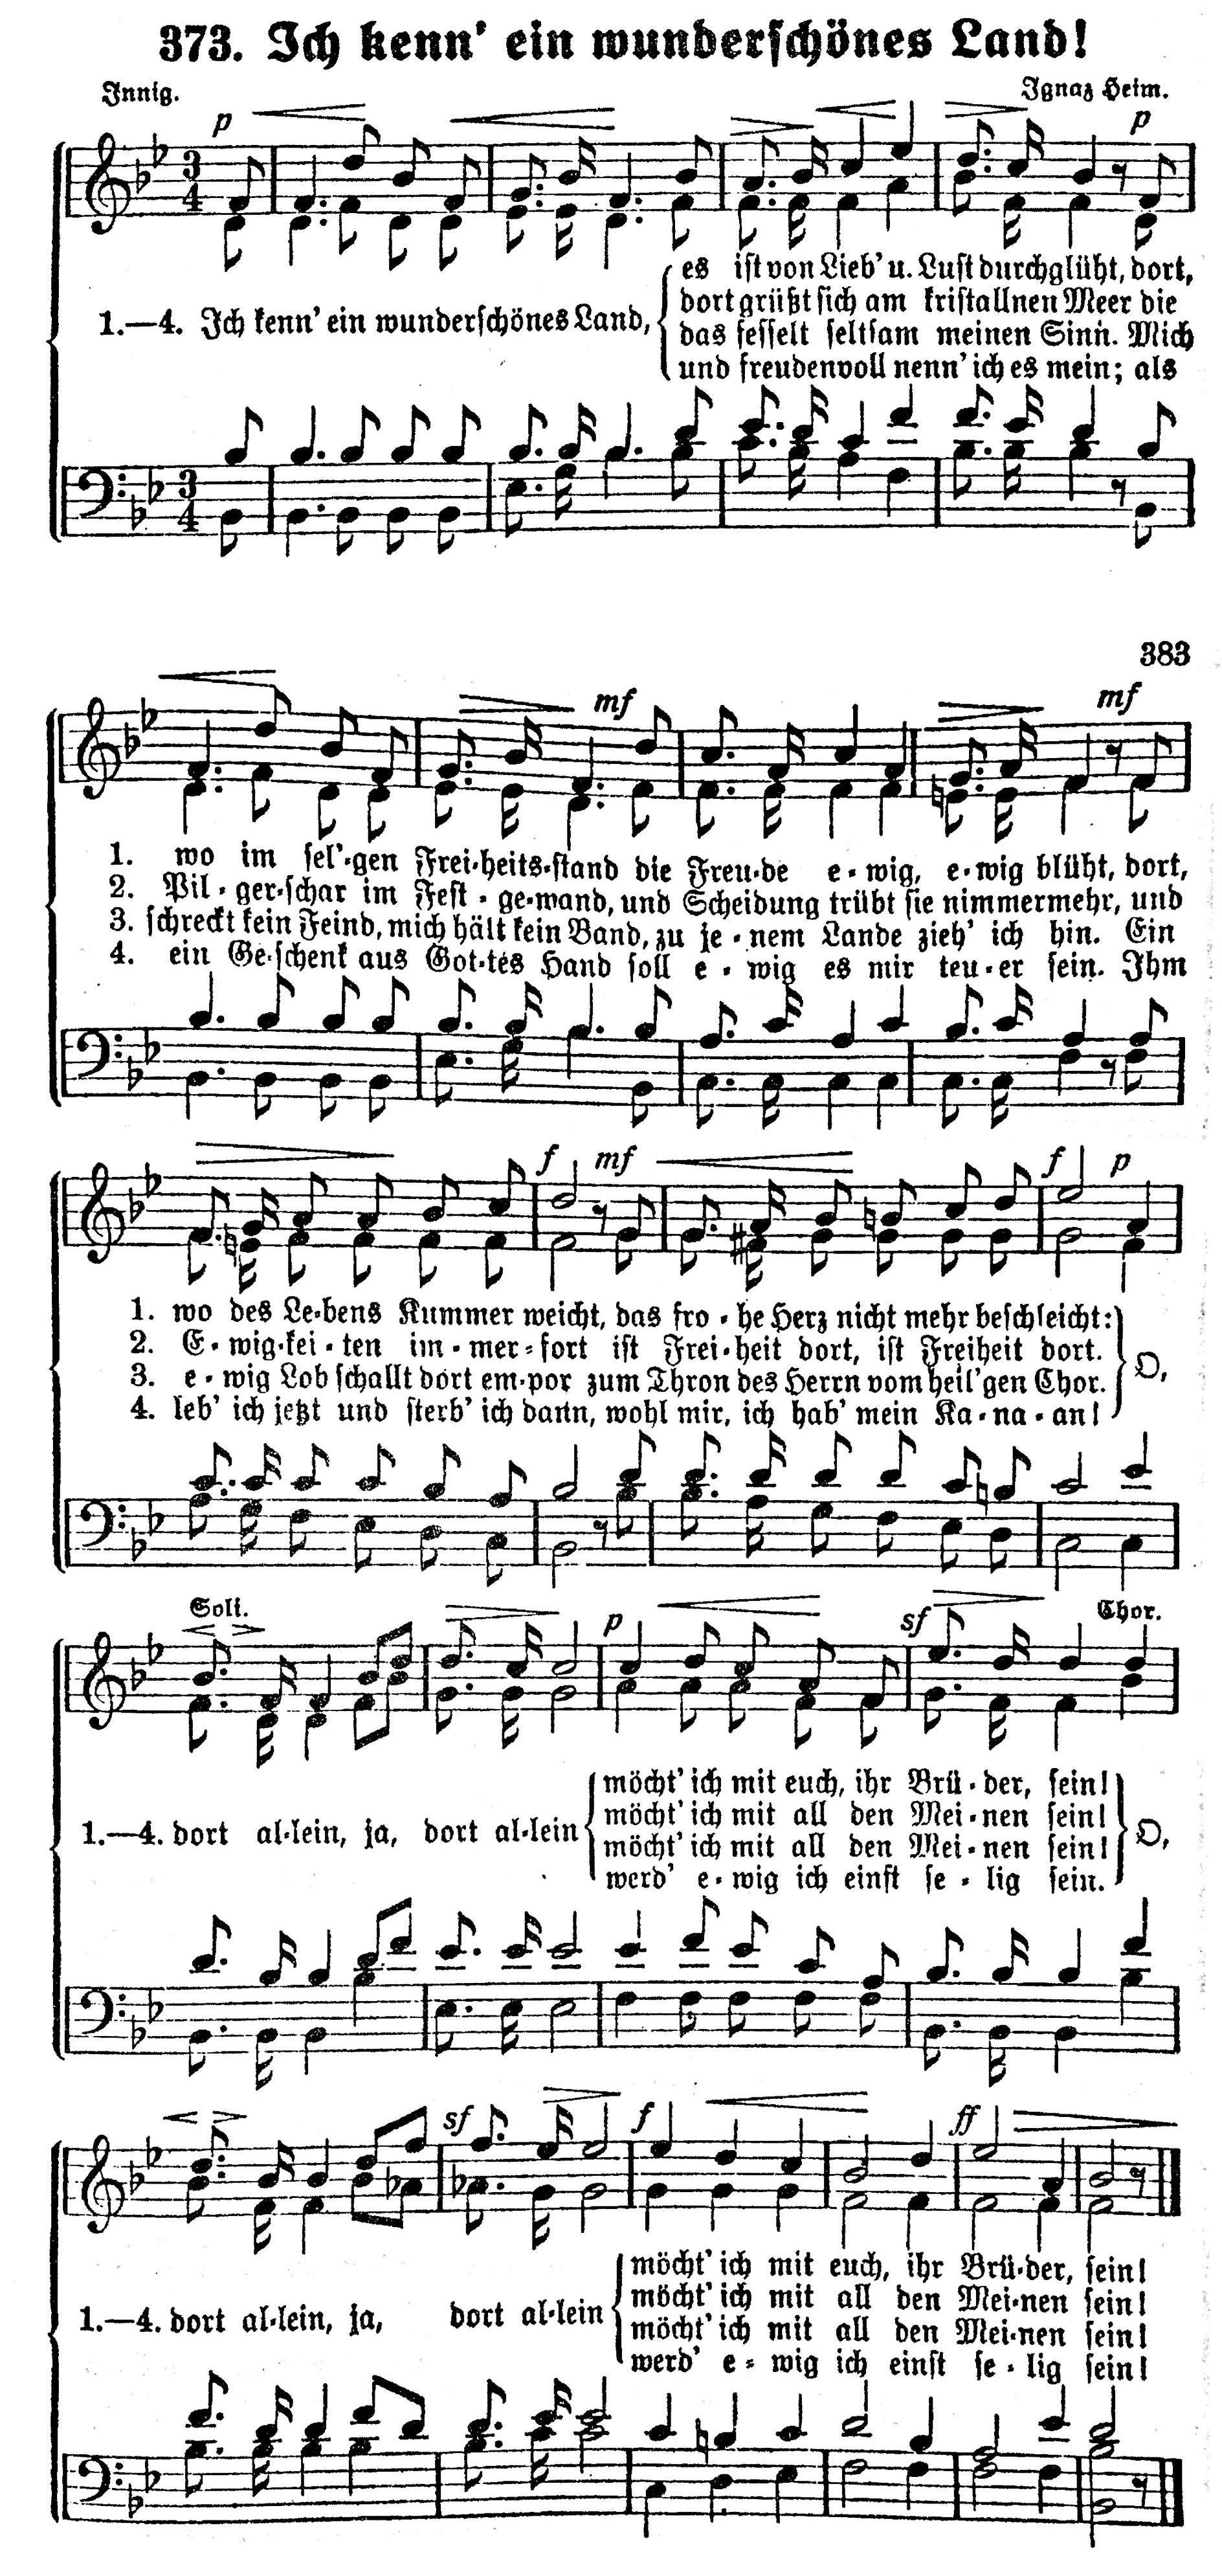 373. Ich kenn' ein wunderschönes Land!
Innig.
Ignaz Heim.
p
p
1.—4. Ich kenn' ein wunderschönes Land,
es ist von Lieb' u. Lust durchglüht, dort,
dort grüßt sich am kristallnen Meer die
das fesselt seltsam meinen Sinn. Mich
und freudenvoll nenn' ich es mein; als
383
mf
mf
1. wo im sel'-gen Frei-heits-stand die Freu-de e-wig, e-wig blüht, dort,
2. Pil-ger-schar im Fest-ge-wand, und Scheidung trübt sie nimmermehr, und
3. schreckt kein Feind, mich hält kein Band, zu je-nem Lande zieh' ich hin. Ein
4. ein Ge-schenk aus Got-tes Hand soll e-wig es mir teu-er sein. Ihm
f mf f p
1. wo des Le-bens Kummer weicht, das fro-he Herz nicht mehr beschleicht:
2. E-wig-kei-ten im-mer-fort ist Frei-heit dort, ist Freiheit dort.
3. e-wig Lob schallt dort em-por zum Thron des Herrn vom heil'gen Chor.
4. leb' ich jetzt und sterb' ich darin, wohl mir, ich hab' mein Ka-na-an!
O,
Soli.
p
sf
Chor.
1.—4. dort al-lein, ja, dort al-lein
möcht' ich mit euch, ihr Brü-der, sein!
möcht' ich mit all den Mei-nen sein!
möcht' ich mit all den Mei-nen sein!
werd' e-wig ich einst se-lig sein.
O,
sf f ff
1.—4. dort al-lein, ja, dort al-lein
möcht' ich mit euch, ihr Brü-der, sein!
möcht' ich mit all den Mei-nen sein!
möcht' ich mit all den Mei-nen sein!
werd' e-wig ich einst se-lig sein!